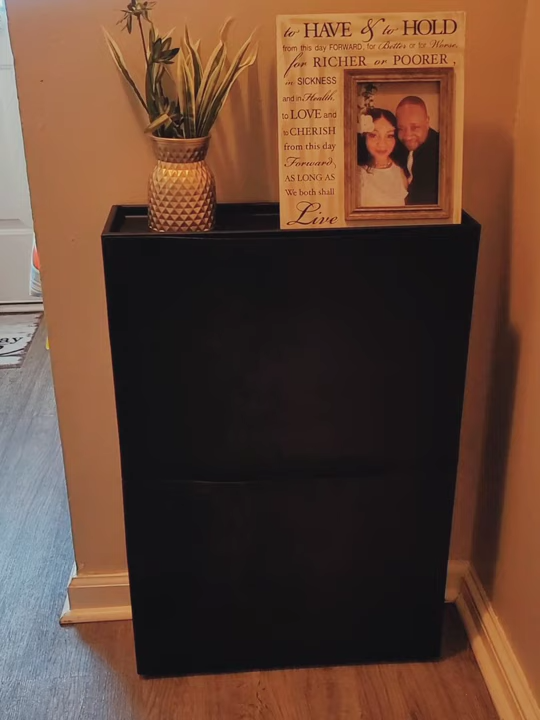 to HAVE & to HOLD
from this day FORWARD, for Better or for Worse,
for RICHER or POORER,
in SICKNESS
and in Health,
to LOVE and
to CHERISH
from this day
Forward,
AS LONG AS
We both shall
Live
ay